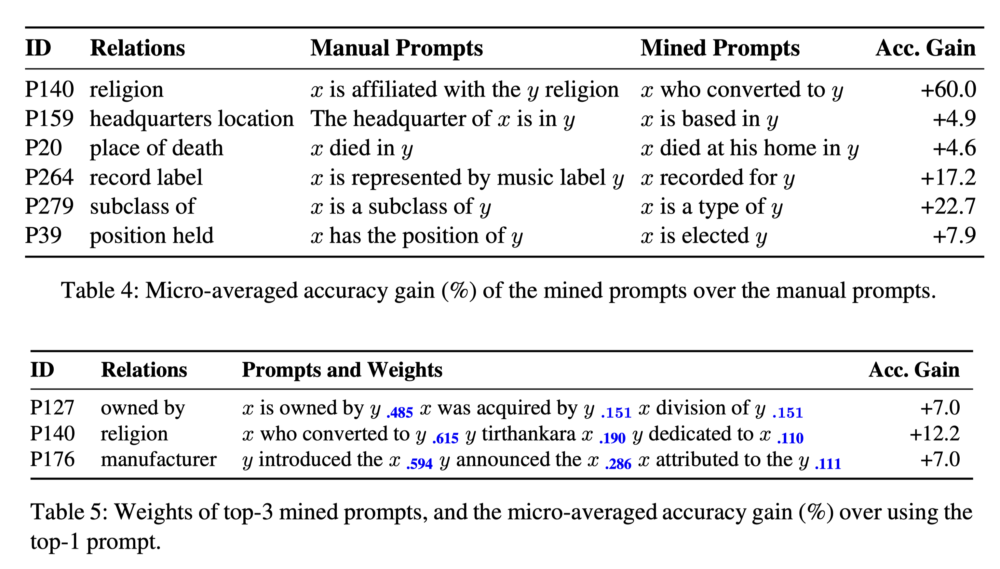 ID Relations Manual Prompts Mined Prompts Acc. Gain
P140 religion x is affiliated with the y religion x who converted to y +60.0
P159 headquarters location The headquarter of x is in y x is based in y +4.9
P20 place of death x died in y x died at his home in y +4.6
P264 record label x is represented by music label y x recorded for y +17.2
P279 subclass of x is a subclass of y x is a type of y +22.7
P39 position held x has the position of y x is elected y +7.9
Table 4: Micro-averaged accuracy gain (%) of the mined prompts over the manual prompts.
ID Relations Prompts and Weights Acc. Gain
P127 owned by x is owned by y .485 x was acquired by y .151 x division of y .151 +7.0
P140 religion x who converted to y .615 y tirthankara x .190 y dedicated to x .110 +12.2
P176 manufacturer y introduced the x .594 y announced the x .286 x attributed to the y .111 +7.0
Table 5: Weights of top-3 mined prompts, and the micro-averaged accuracy gain (%) over using the
top-1 prompt.